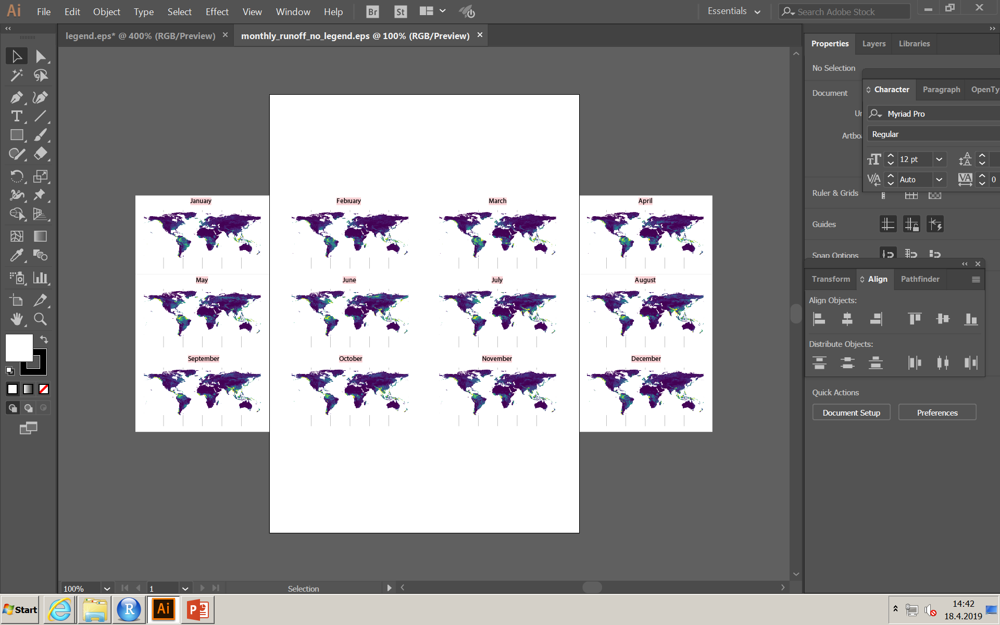 Ai File Edit Object Type Select Effect View Window Help Br St Essentials Search Adobe Stock
legend.eps* @ 400% (RGB/Preview) monthly_runoff_no_legend.eps @ 100% (RGB/Preview)
Properties Layers Libraries
No Selection
Document
Character Paragraph OpenTy
Myriad Pro
Regular
Artboa
12 pt
Auto 0
Ruler & Grids
Guides
Snap Options
Transform Align Pathfinder
Align Objects:
Distribute Objects:
Quick Actions
Document Setup Preferences
January February March April
May June July August
September October November December
100% 1 Selection
Start R Ai P 14:42
18.4.2019